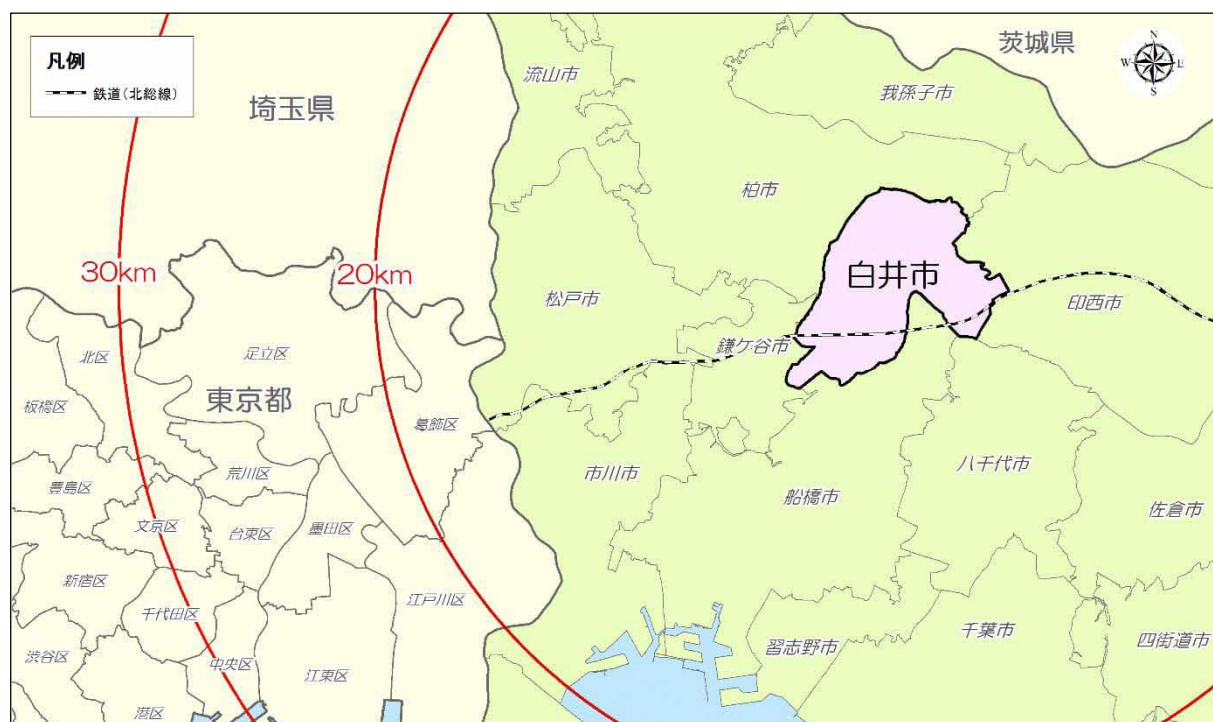 凡例
鉄道(北総線)
茨城県
N
W
E
S
流山市
我孫子市
埼玉県
柏市
30km
20km
白井市
松戸市
印西市
鎌ケ谷市
北区
足立区
東京都
板橋区
葛飾区
荒川区
市川市
八千代市
豊島区
船橋市
佐倉市
文京区
台東区
墨田区
新宿区
江戸川区
千代田区
千葉市
習志野市
四街道市
渋谷区
中央区
江東区
港区